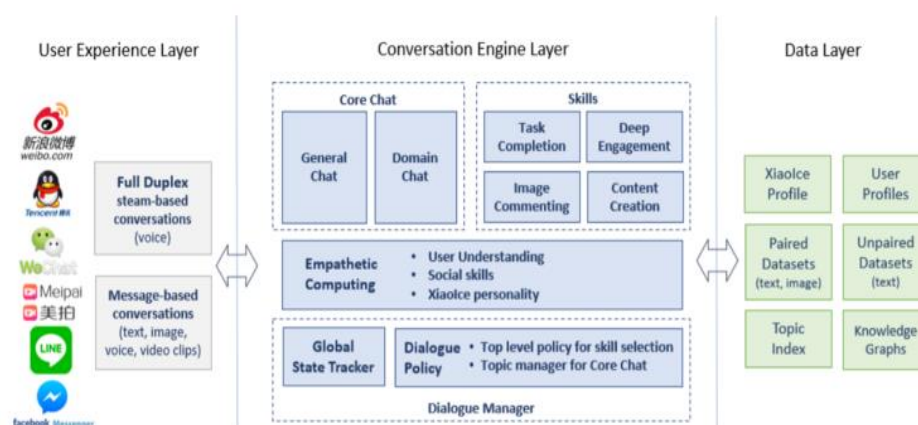 User Experience Layer
Conversation Engine Layer
Data Layer
新浪微博
weibo.com
Tencent
WeChat
Meipai
美拍
LINE
facebook Messenger
Full Duplex
steam-based
conversations
(voice)
Message-based
conversations
(text, image,
voice, video clips)
Core Chat
General
Chat
Domain
Chat
Skills
Task
Completion
Deep
Engagement
Image
Commenting
Content
Creation
Empathetic
Computing
• User Understanding
• Social skills
• XiaoIce personality
Global
State Tracker
Dialogue
Policy
• Top level policy for skill selection
• Topic manager for Core Chat
Dialogue Manager
XiaoIce
Profile
User
Profiles
Paired
Datasets
(text, image)
Unpaired
Datasets
(text)
Topic
Index
Knowledge
Graphs